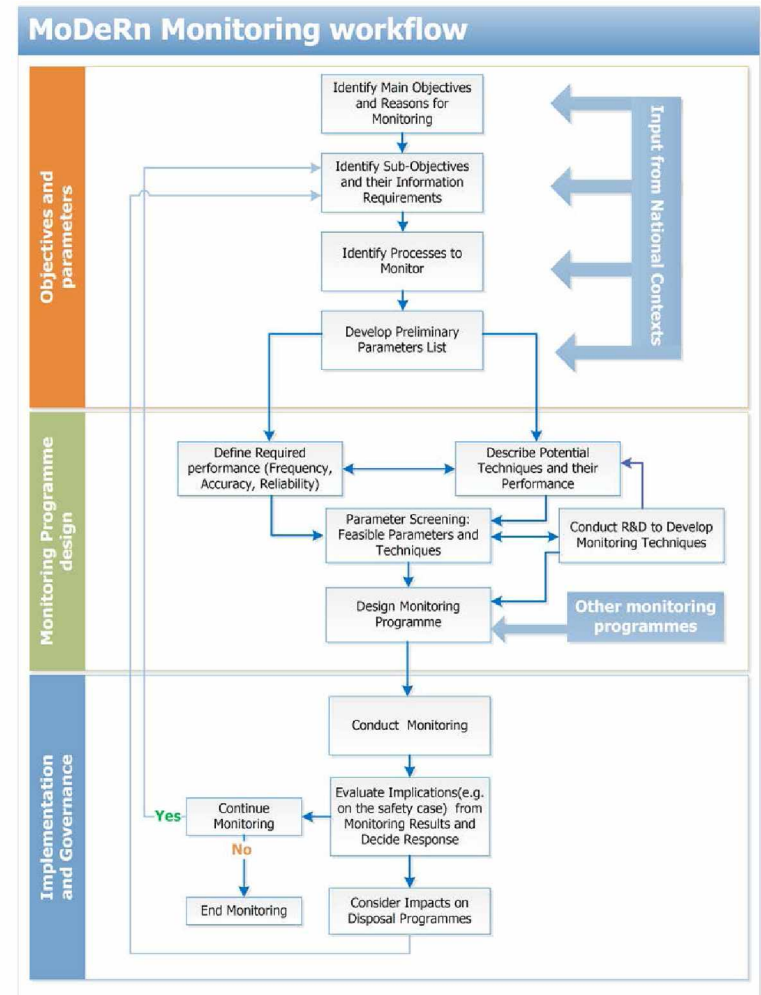 MoDeRn Monitoring workflow
Objectives and
parameters
Identify Main Objectives
and Reasons for
Monitoring
Identify Sub-Objectives
and their Information
Requirements
Identify Processes to
Monitor
Develop Preliminary
Parameters List
Input from National Contexts
Monitoring Programme
design
Define Required
performance (Frequency,
Accuracy, Reliability)
Describe Potential
Techniques and their
Performance
Parameter Screening:
Feasible Parameters and
Techniques
Conduct R&D to Develop
Monitoring Techniques
Design Monitoring
Programme
Other monitoring
programmes
Implementation
and Governance
Conduct Monitoring
Evaluate Implications(e.g.
on the safety case) from
Monitoring Results and
Decide Response
Continue
Monitoring
Yes
No
End Monitoring
Consider Impacts on
Disposal Programmes